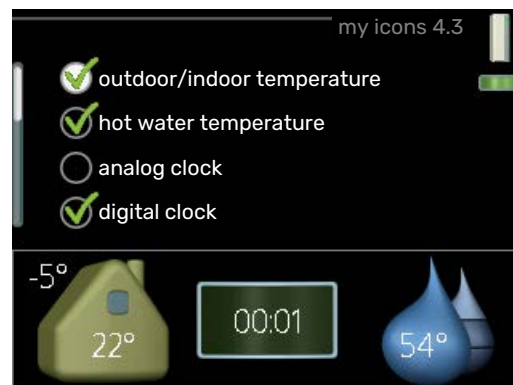 my icons 4.3
outdoor/indoor temperature
hot water temperature
analog clock
digital clock
-5°
22°
00:01
54°